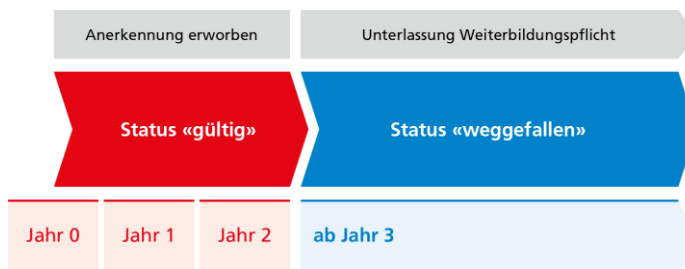 Anerkennung erworben
Unterlassung Weiterbildungspflicht
Status «gültig»
Status «weggefallen»
Jahr 0
Jahr 1
Jahr 2
ab Jahr 3